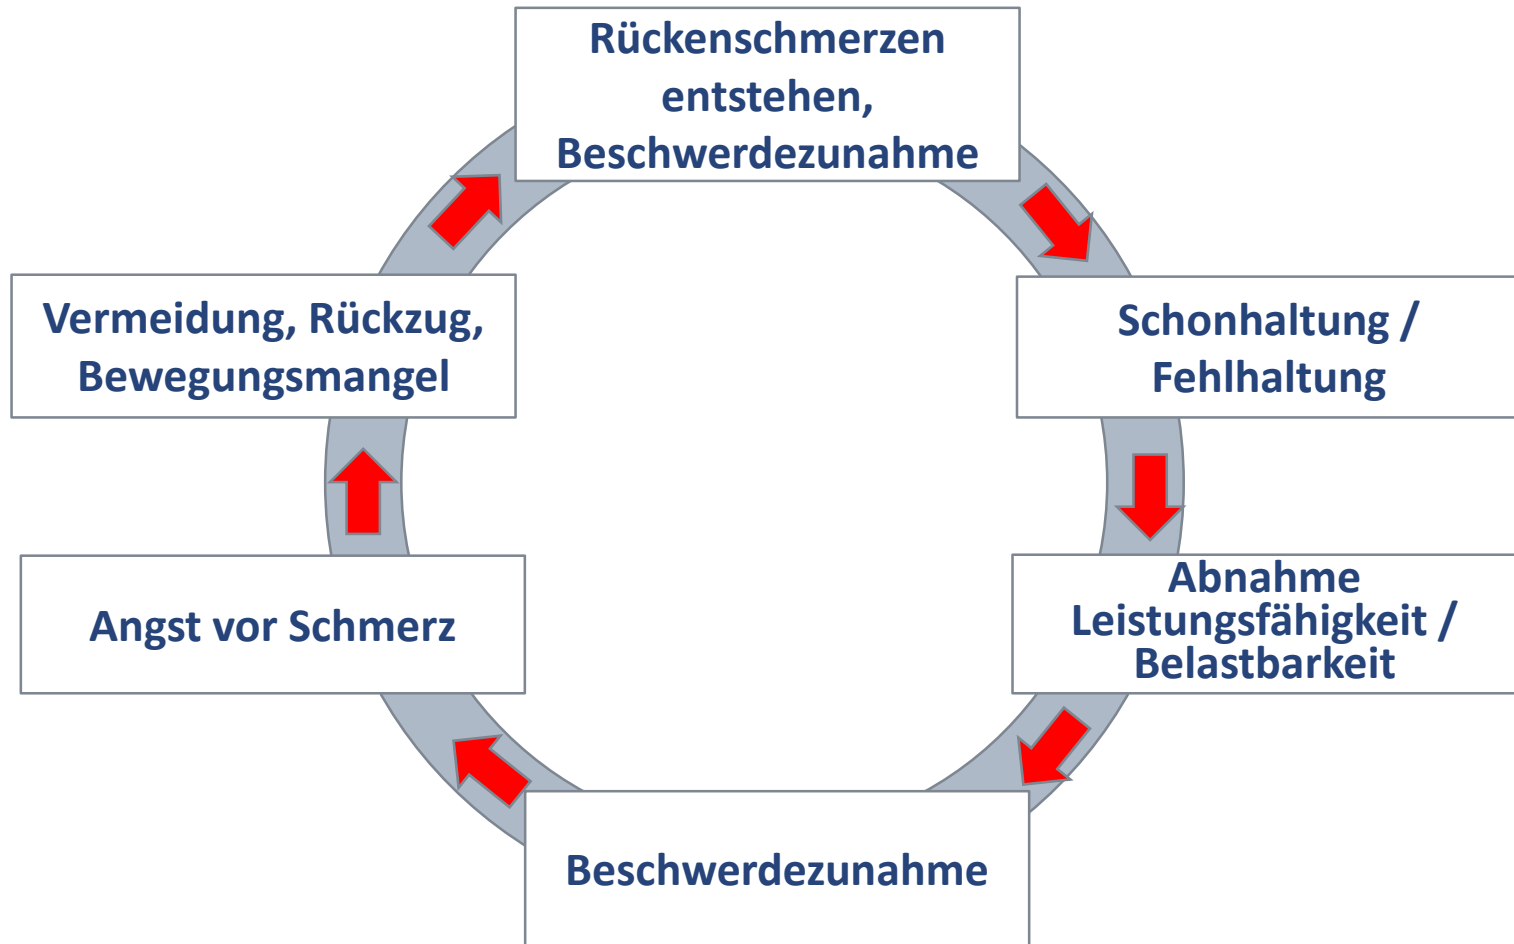 Rückenschmerzen
entstehen,
Beschwerdezunahme
Schonhaltung /
Fehlhaltung
Abnahme
Leistungsfähigkeit /
Belastbarkeit
Beschwerdezunahme
Angst vor Schmerz
Vermeidung, Rückzug,
Bewegungsmangel